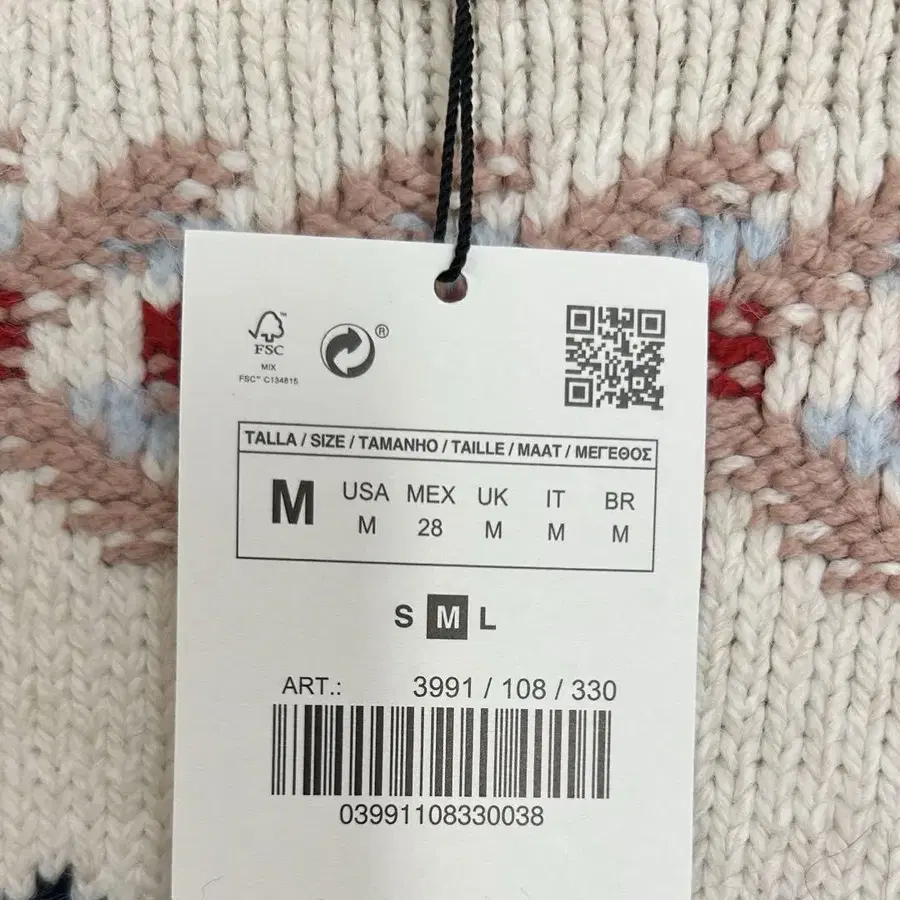 FSC™
MIX
FSC™ C134815
®
TALLA / SIZE / TAMANHO / TAILLE / MAAT / ΜΕΓΕΘΟΣ
M USA MEX UK IT BR
M 28 M M M
S M L
ART.: 3991 / 108 / 330
03991108330038